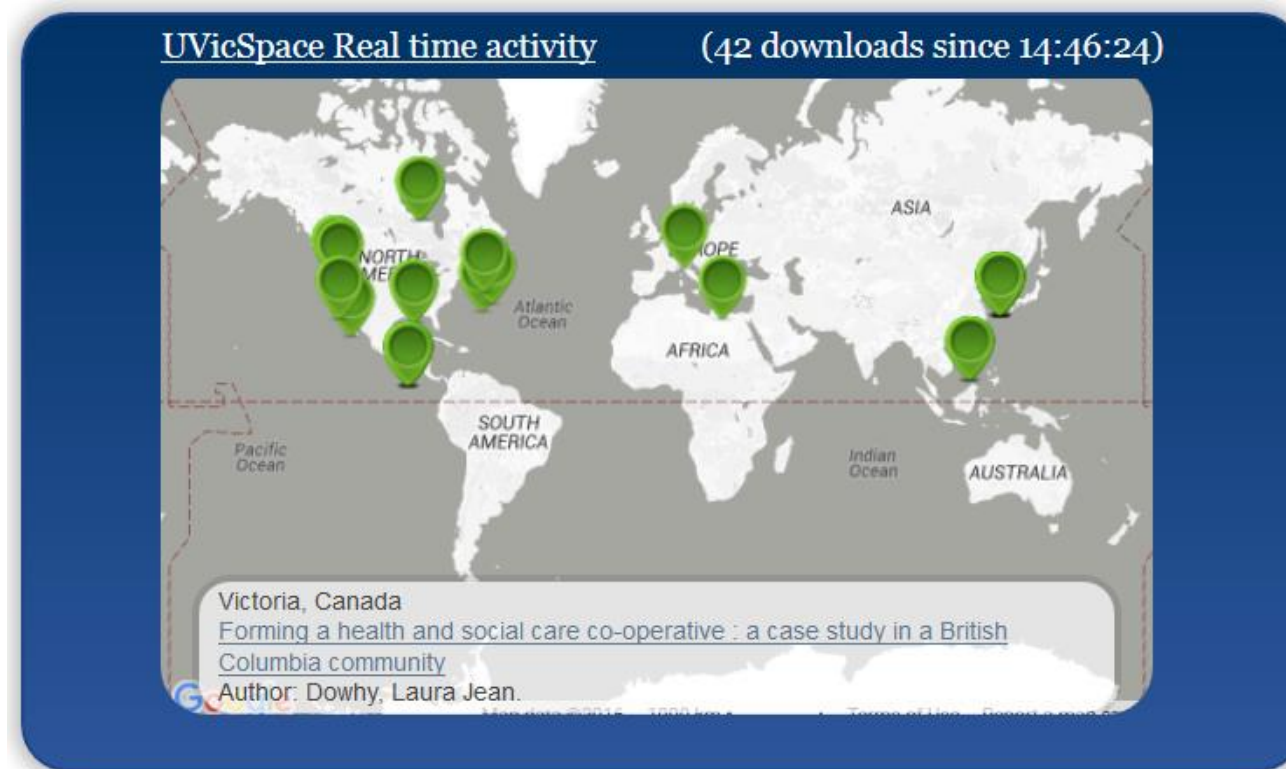 UVicSpace Real time activity (42 downloads since 14:46:24)
ASIA
NORTH
OPE
Atlantic
Ocean
AFRICA
SOUTH
AMERICA
Pacific
Ocean
Indian
Ocean
AUSTRALIA
Victoria, Canada
Forming a health and social care co-operative : a case study in a British
Columbia community
Author: Dowhy, Laura Jean.